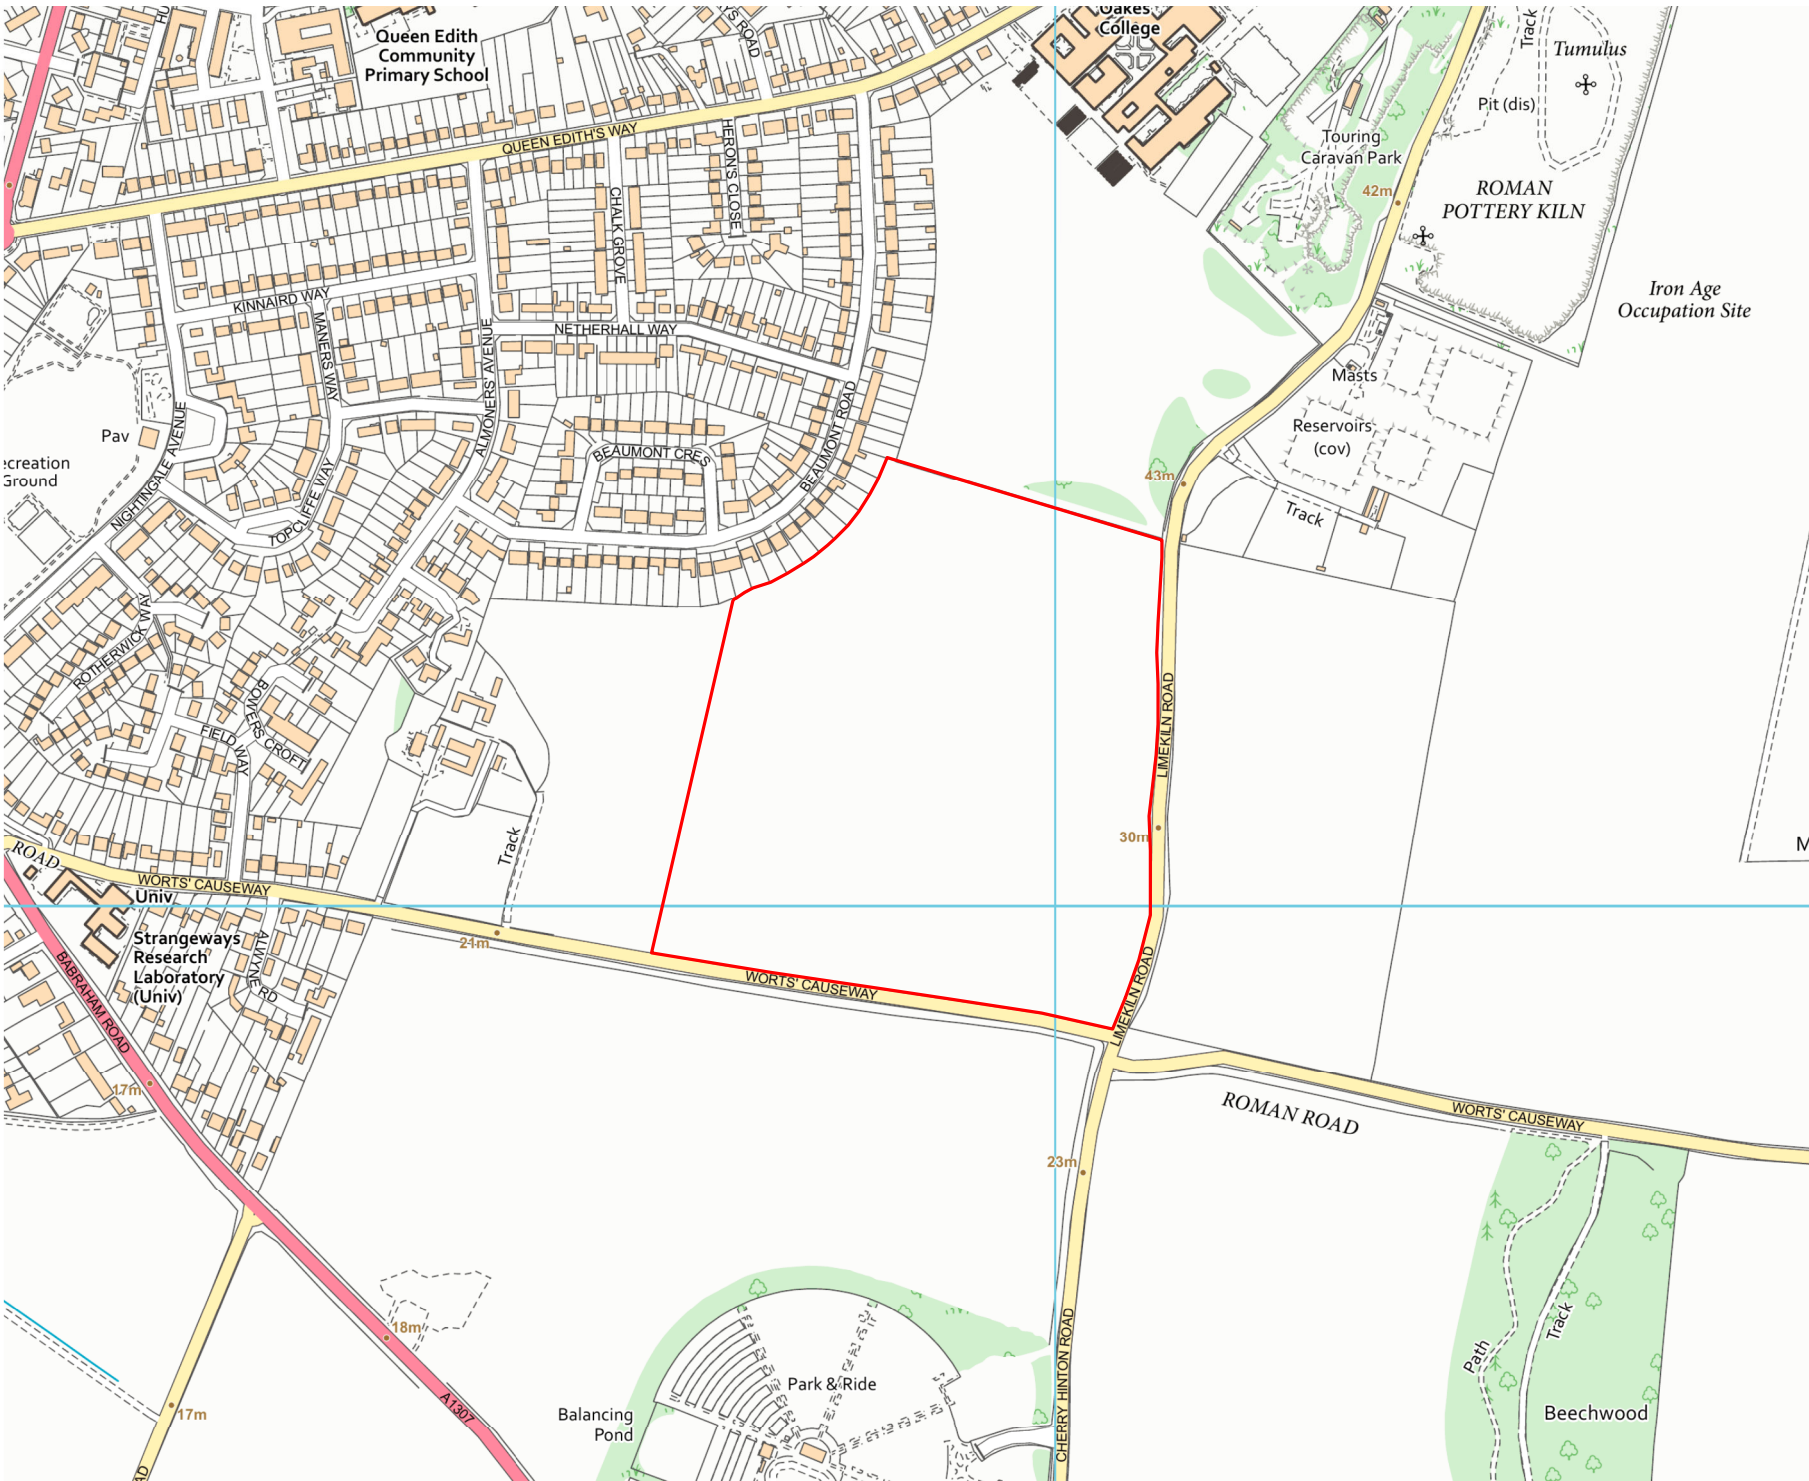 Oakes
College
Queen Edith
Community
Primary School
Track
Tumulus
Pit (dis)
QUEEN EDITH'S WAY
HERON'S CLOSE
Touring
Caravan Park
42m
ROMAN
POTTERY KILN
CHALK GROVE
KINNAIRD WAY
MANERS WAY
NETHERHALL WAY
Iron Age
Occupation Site
ALMONERS AVENUE
Masts
BEAUMONT ROAD
Pav
NIGHTINGALE AVENUE
Reservoirs
(cov)
BEAUMONT CRES
ecreation
Ground
43m
TOPCLIFFE WAY
Track
ROTHERWICK WAY
BOWERS CROFT
FIELD WAY
LIMEKILN ROAD
Track
30m
ROAD
WORTS' CAUSEWAY
Univ
Strangeways
Research
Laboratory
(Univ)
ALWYNE RD
21m
WORTS' CAUSEWAY
LIMEKILN ROAD
BABRAHAM ROAD
17m
ROMAN ROAD
WORTS' CAUSEWAY
23m
18m
CHERRY HINTON ROAD
Path
Track
Park & Ride
A1307
17m
Balancing
Pond
Beechwood
AD